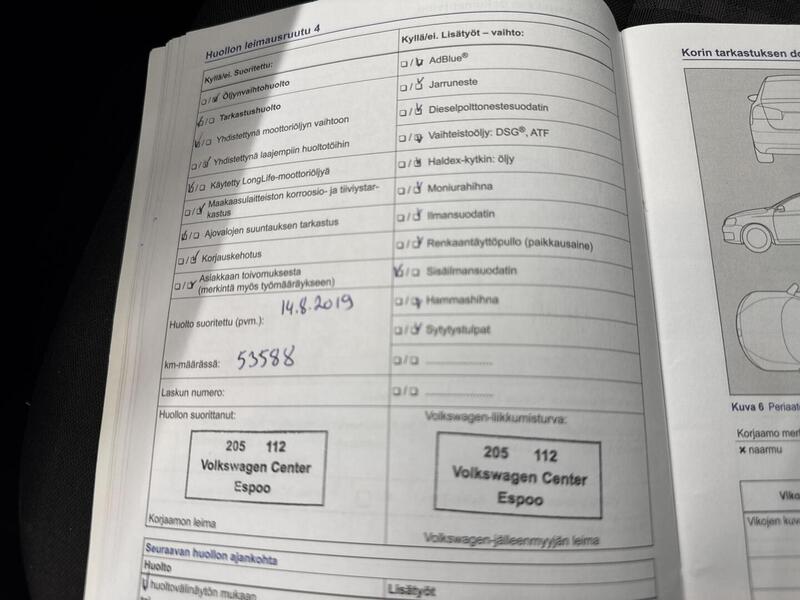 Huollon leimausruutu 4
Kyllä/ei. Suoritettu:
☐/☑ Öljynvaihtohuolto
☑/☐ Tarkastushuolto
☑/☐ Yhdistettynä moottoriöljyn vaihtoon
☐/☑ Yhdistettynä laajempiin huoltotöihin
☑/☐ Käytetty LongLife-moottoriöljyä
☐/☑ Maakaasulaitteiston korroosio- ja tiiviystar-
kastus
☑/☐ Ajovalojen suuntauksen tarkastus
☐/☑ Korjauskehotus
☐/☑ Asiakkaan toivomuksesta
(merkintä myös työmääräykseen)
Huolto suoritettu (pvm.): 14.8.2019
km-määrässä: 53588
Laskun numero:
Huollon suorittanut:
205 112
Volkswagen Center
Espoo
Korjaamon leima
Kyllä/ei. Lisätyöt – vaihto:
☐/☑ AdBlue®
☐/☑ Jarruneste
☐/☑ Dieselpolttonestesuodatin
☐/☑ Vaihteistoöljy: DSG®, ATF
☐/☑ Haldex-kytkin: öljy
☐/☑ Moniurahihna
☐/☑ Ilmansuodatin
☐/☑ Renkaantäyttöpullo (paikkausaine)
☑/☐ Sisäilmansuodatin
☐/☑ Hammashihna
☐/☑ Sytytystulpat
☐/☐ ....................
☐/☐ ....................
Volkswagen-liikkumisturva:
205 112
Volkswagen Center
Espoo
Volkswagen-jälleenmyyjän leima
Seuraavan huollon ajankohta
Huolto
huoltovälinäytön mukaan
Lisätyöt
Korin tarkastuksen
Kuva 6 Periaat
Korjaamo
x naarmu
Vikojen